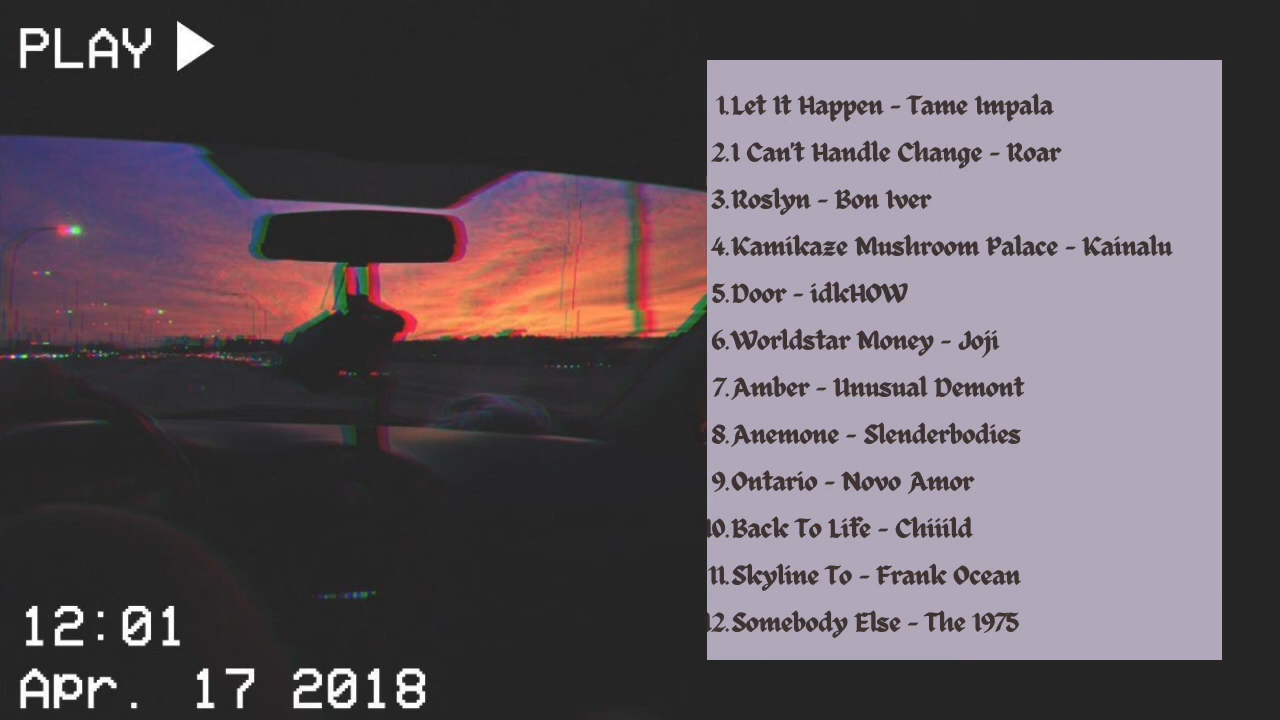 PLAY
12:01
Apr. 17 2018
1. Let It Happen - Tame Impala
2. I Can't Handle Change - Roar
3. Roslyn - Bon Iver
4. Kamikaze Mushroom Palace - Kainalu
5. Door - idkHOW
6. Worldstar Money - Joji
7. Amber - Unusual Demont
8. Anemone - Slenderbodies
9. Ontario - Novo Amor
10. Back To Life - Chiiild
11. Skyline To - Frank Ocean
12. Somebody Else - The 1975